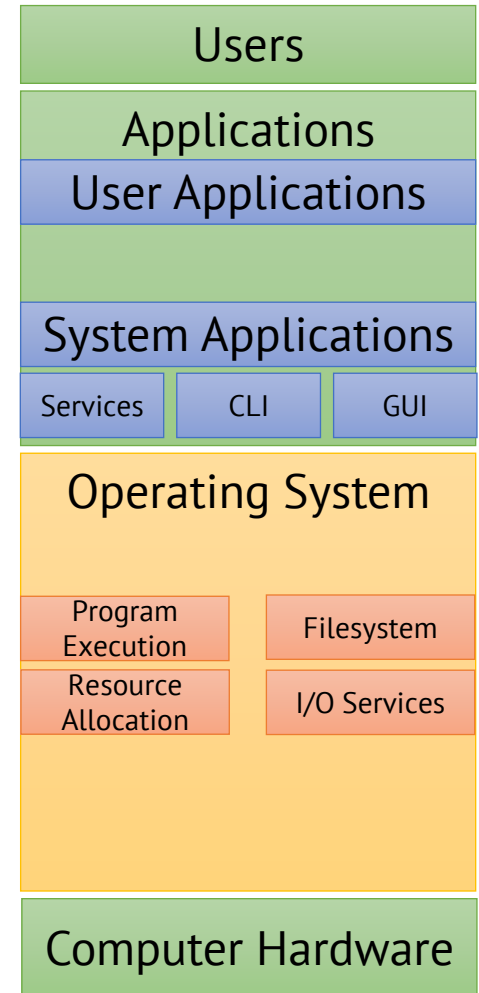 Users
Applications
User Applications
System Applications
Services
CLI
GUI
Operating System
Program
Execution
Filesystem
Resource
Allocation
I/O Services
Computer Hardware